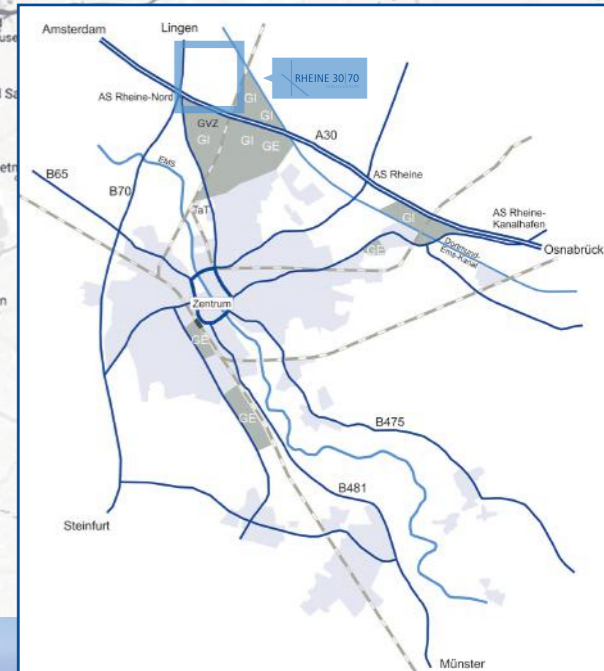 Amsterdam
Lingen
RHEINE 30|70
AS Rheine-Nord
GI
GI
GVZ
GI
GI
GE
A30
EMS
B65
B70
AS Rheine
TaT
GI
AS Rheine-
Kanalhafen
Dortmund-
Ems-Kanal
GE
Osnabrück
Zentrum
GE
GE
B475
B481
Steinfurt
Münster